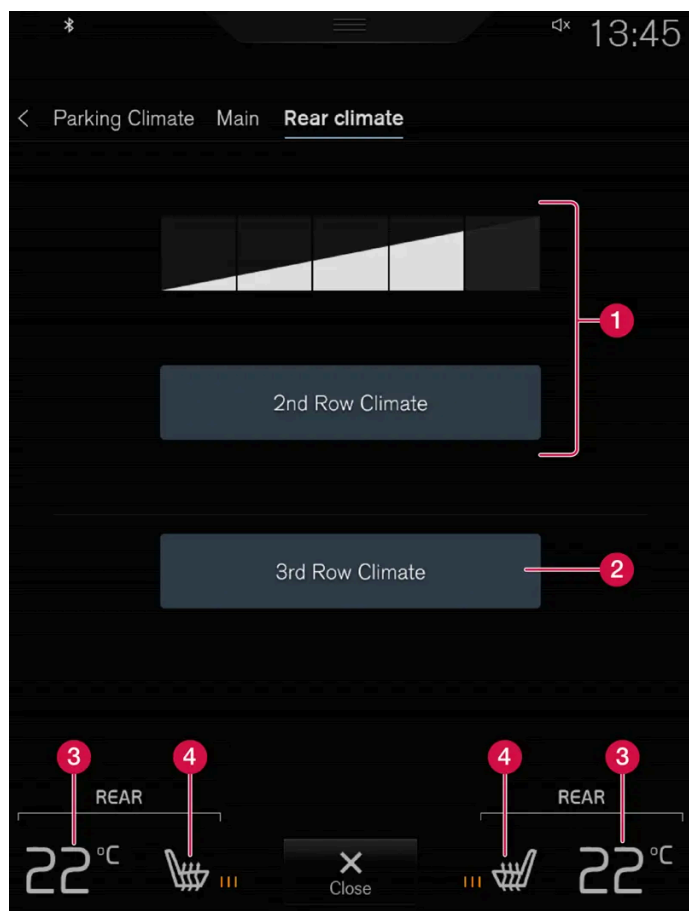 13:45
Parking Climate Main Rear climate
1
2nd Row Climate
3rd Row Climate 2
3 4 4 3
REAR REAR
22°C 22°C
Close